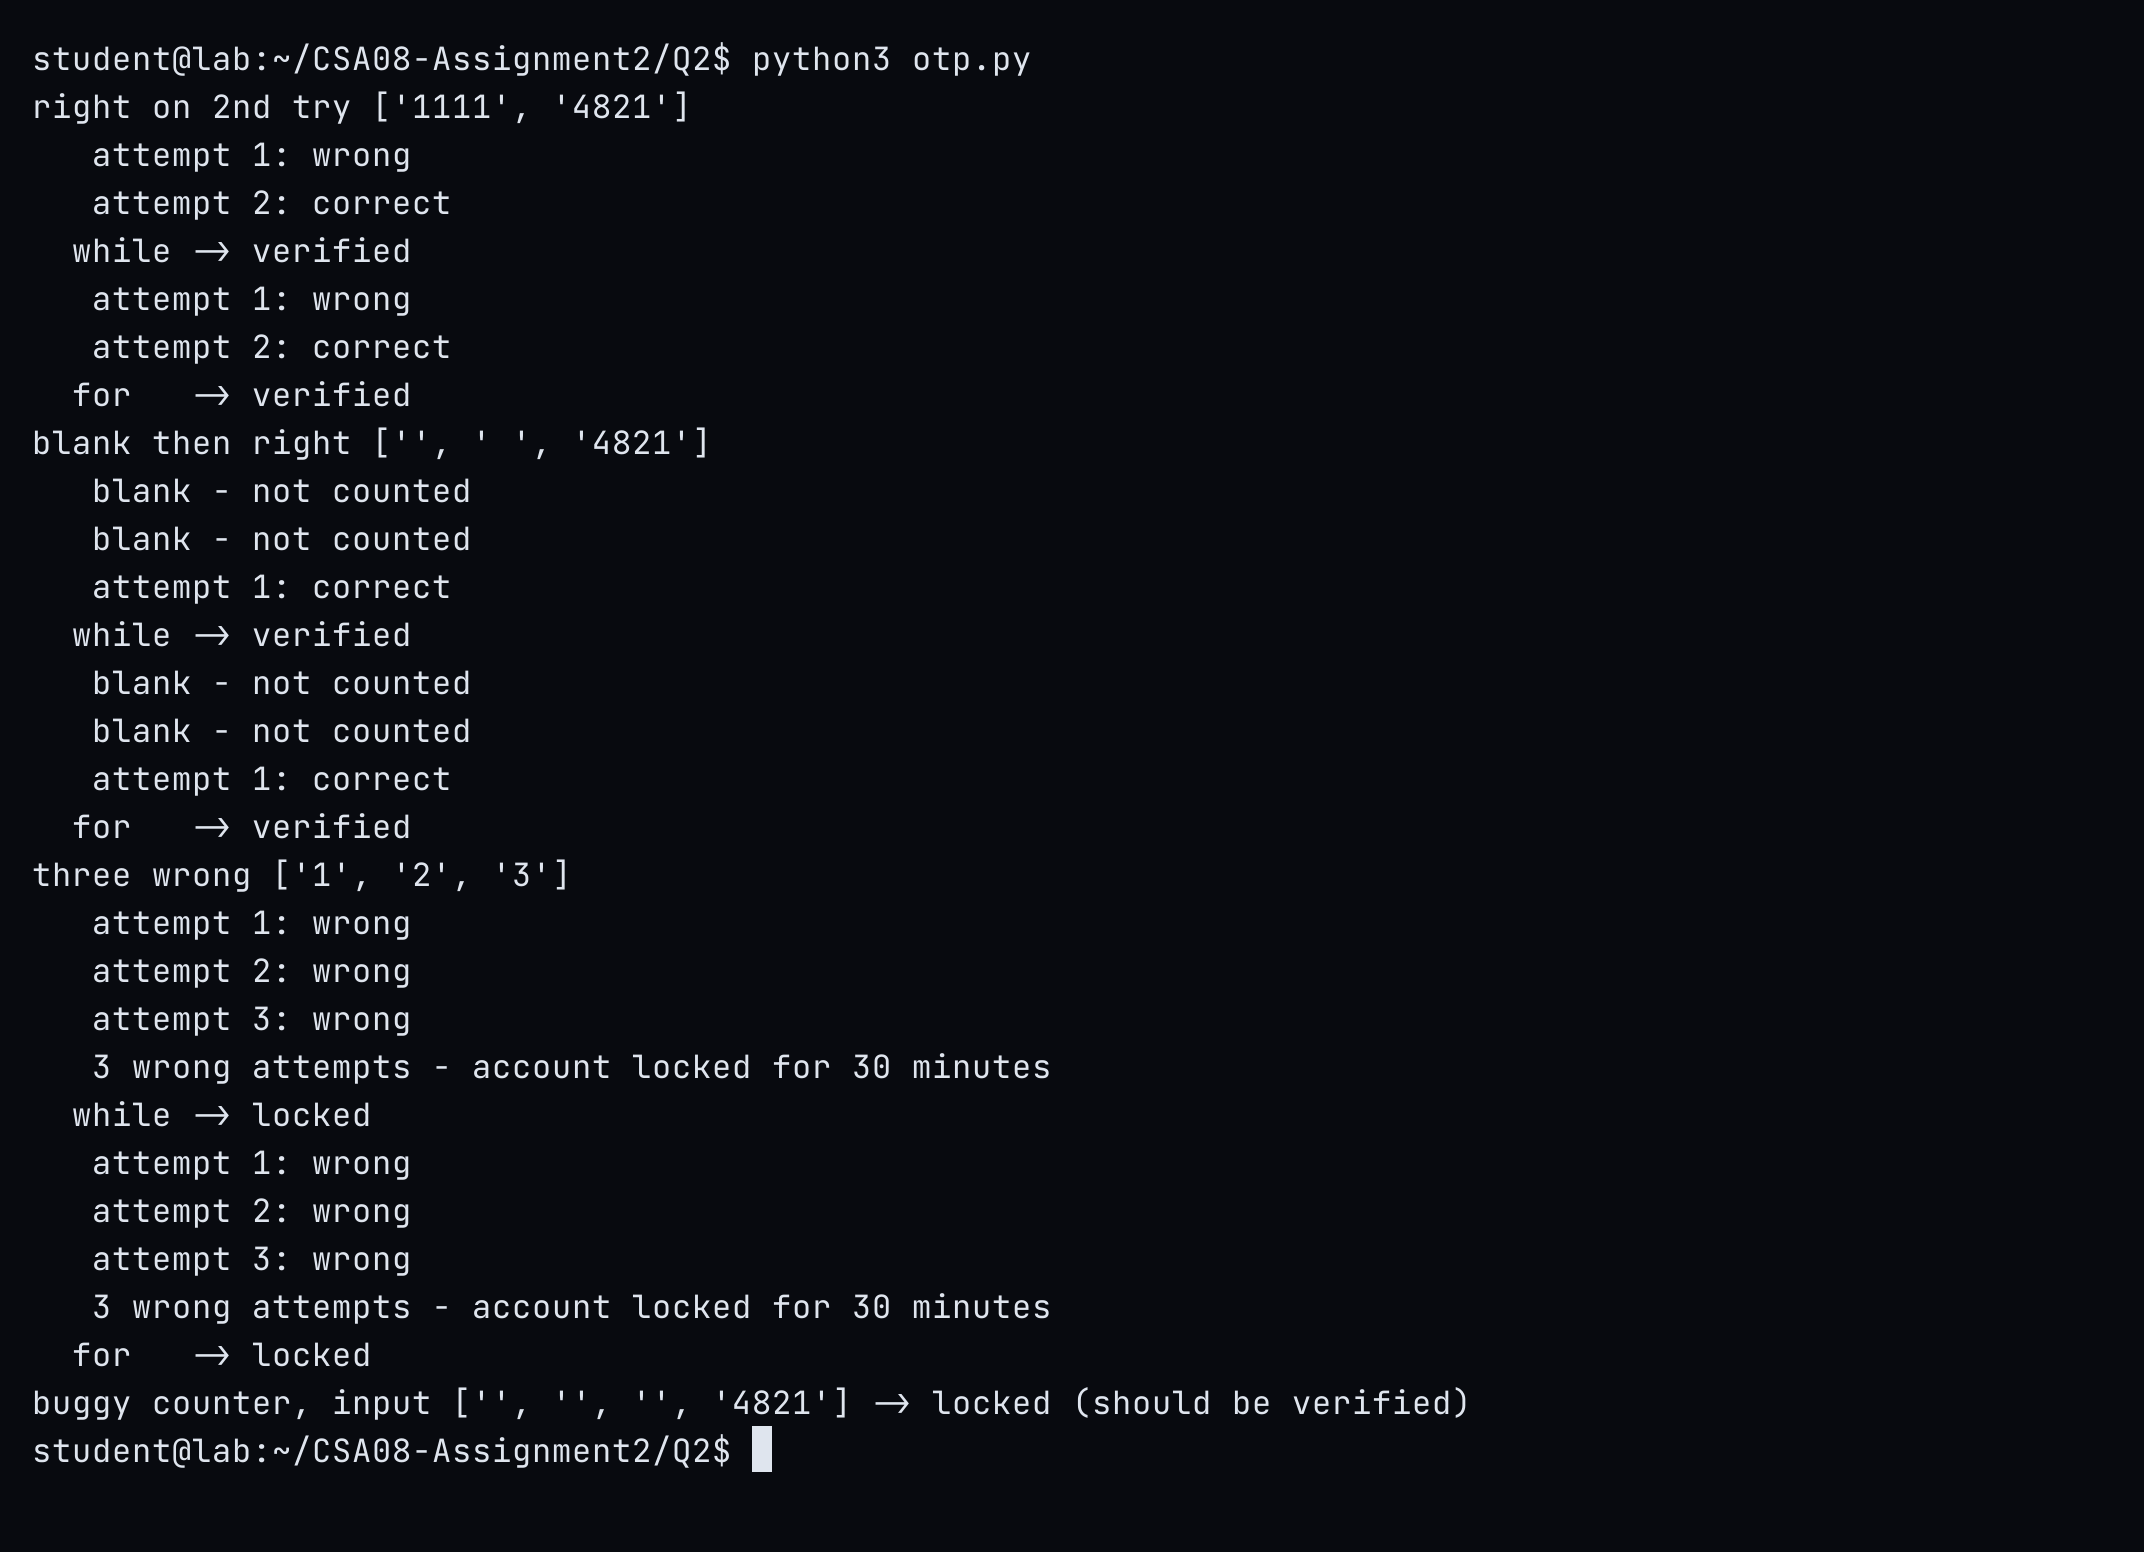 student@lab:~/CSA08-Assignment2/Q2$ python3 otp.py
right on 2nd try ['1111', '4821']
   attempt 1: wrong
   attempt 2: correct
  while -> verified
   attempt 1: wrong
   attempt 2: correct
  for   -> verified
blank then right ['', ' ', '4821']
   blank - not counted
   blank - not counted
   attempt 1: correct
  while -> verified
   blank - not counted
   blank - not counted
   attempt 1: correct
  for   -> verified
three wrong ['1', '2', '3']
   attempt 1: wrong
   attempt 2: wrong
   attempt 3: wrong
   3 wrong attempts - account locked for 30 minutes
  while -> locked
   attempt 1: wrong
   attempt 2: wrong
   attempt 3: wrong
   3 wrong attempts - account locked for 30 minutes
  for   -> locked
buggy counter, input ['', '', '', '4821'] -> locked (should be verified)
student@lab:~/CSA08-Assignment2/Q2$